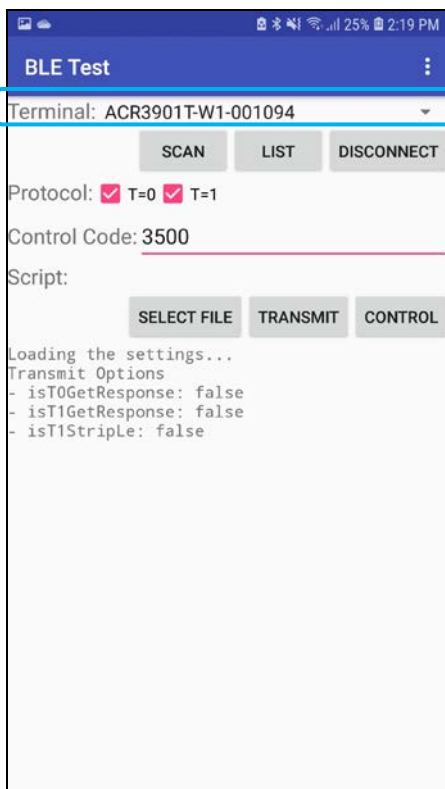 25% 2:19 PM
BLE Test
Terminal: ACR3901T-W1-001094
SCAN LIST DISCONNECT
Protocol: T=0 T=1
Control Code: 3500
Script:
SELECT FILE TRANSMIT CONTROL
Loading the settings...
Transmit Options
- isT0GetResponse: false
- isT1GetResponse: false
- isT1StripLe: false